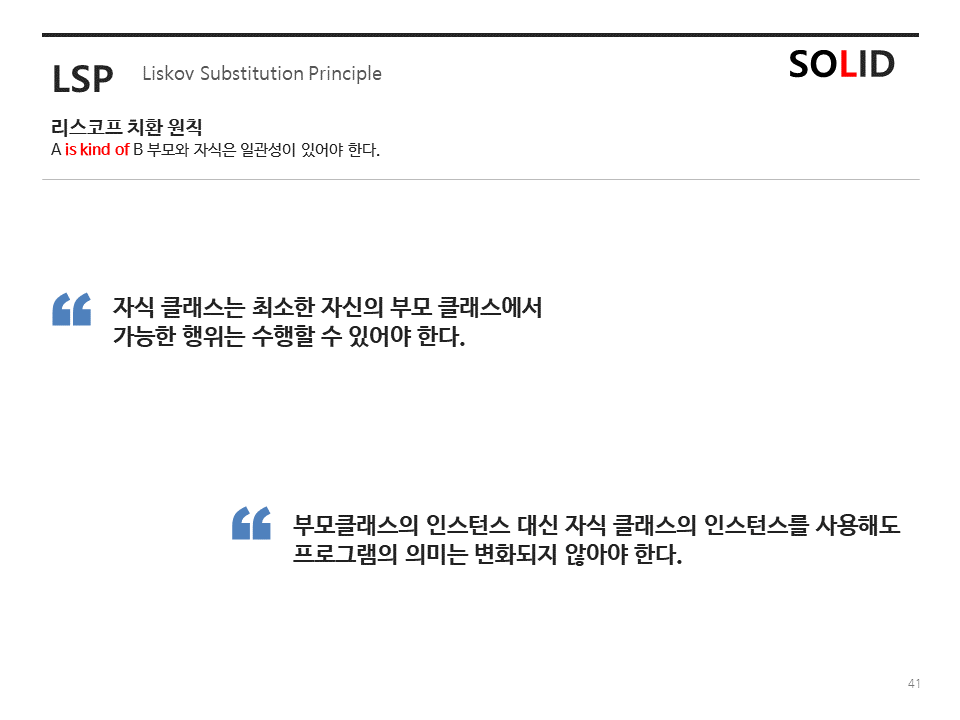 LSP
Liskov Substitution Principle
SOLID
리스코프 치환 원칙
A is kind of B 부모와 자식은 일관성이 있어야 한다.
“ 자식 클래스는 최소한 자신의 부모 클래스에서
가능한 행위는 수행할 수 있어야 한다.
“ 부모클래스의 인스턴스 대신 자식 클래스의 인스턴스를 사용해도
프로그램의 의미는 변화되지 않아야 한다.
41